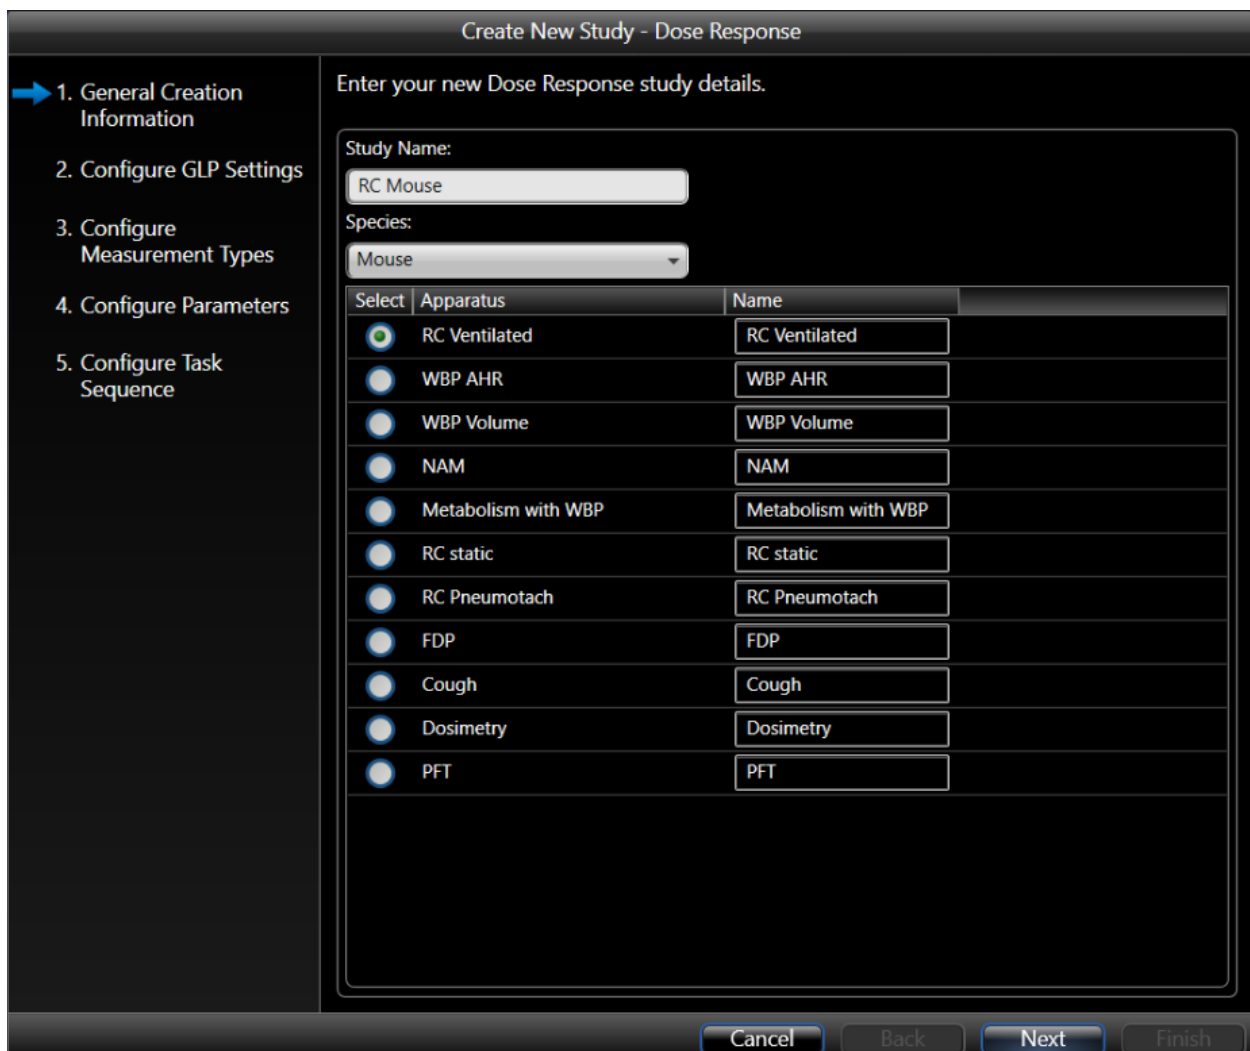 Create New Study - Dose Response
1. General Creation
Information
2. Configure GLP Settings
3. Configure
Measurement Types
4. Configure Parameters
5. Configure Task
Sequence
Enter your new Dose Response study details.
Study Name:
RC Mouse
Species:
Mouse
Select Apparatus Name
RC Ventilated RC Ventilated
WBP AHR WBP AHR
WBP Volume WBP Volume
NAM NAM
Metabolism with WBP Metabolism with WBP
RC static RC static
RC Pneumotach RC Pneumotach
FDP FDP
Cough Cough
Dosimetry Dosimetry
PFT PFT
Cancel Back Next Finish